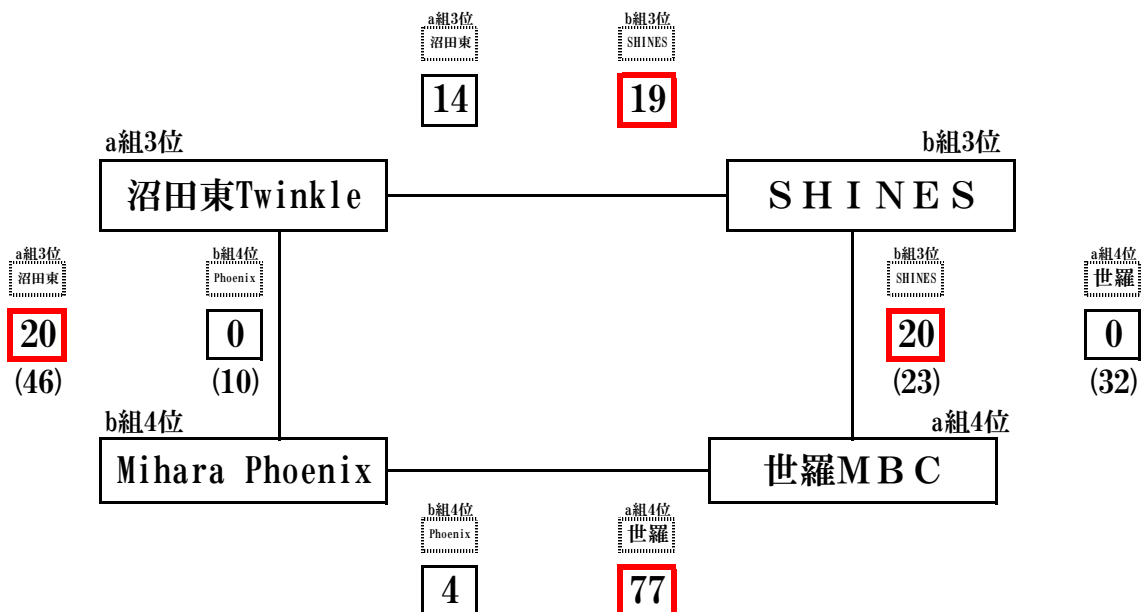 a組3位 b組3位
沼田東 SHINES
14 19
a組3位 b組3位
沼田東Twinkle ＳＨＩＮＥＳ
a組3位 b組4位 b組3位 a組4位
沼田東 Phoenix SHINES 世羅
20 0 20 0
(46) (10) (23) (32)
b組4位 a組4位
Mihara Phoenix 世羅ＭＢＣ
b組4位 a組4位
Phoenix 世羅
4 77